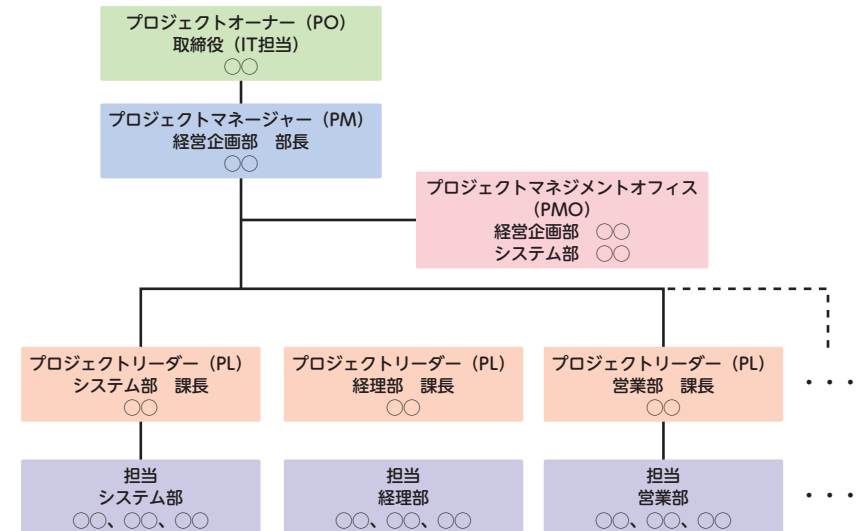 プロジェクトオーナー（PO）
取締役（IT担当）
〇〇
プロジェクトマネージャー（PM）
経営企画部　部長
〇〇
プロジェクトマネジメントオフィス
（PMO）
経営企画部　〇〇
システム部　〇〇
プロジェクトリーダー（PL）
システム部　課長
〇〇
プロジェクトリーダー（PL）
経理部　課長
〇〇
プロジェクトリーダー（PL）
営業部　課長
〇〇
・・・
担当
システム部
〇〇、〇〇、〇〇
担当
経理部
〇〇、〇〇、〇〇
担当
営業部
〇〇、〇〇、〇〇
・・・